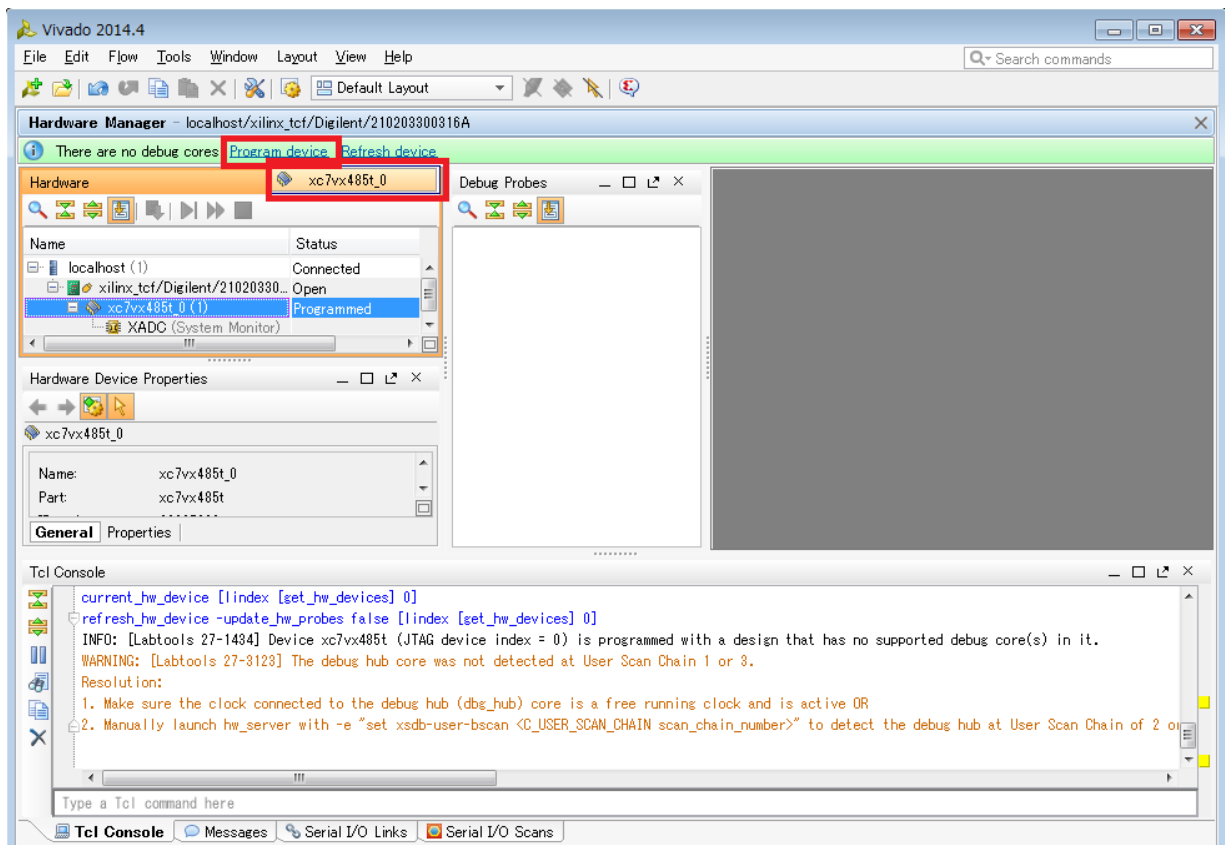 Vivado 2014.4
File Edit Flow Tools Window Layout View Help
Search commands
Default Layout
Hardware Manager - localhost/xilinx_tcf/Digilent/210203300316A
There are no debug cores. Program device Refresh device
xc7vx485t_0
Hardware
Name Status
localhost (1) Connected
xilinx_tcf/Digilent/21020330... Open
xc7vx485t_0 (1) Programmed
XADC (System Monitor)
Debug Probes
Hardware Device Properties
xc7vx485t_0
Name: xc7vx485t_0
Part: xc7vx485t
General Properties
Tcl Console
current_hw_device [lindex [get_hw_devices] 0]
refresh_hw_device -update_hw_probes false [lindex [get_hw_devices] 0]
INFO: [Labtools 27-1434] Device xc7vx485t (JTAG device index = 0) is programmed with a design that has no supported debug core(s) in it.
WARNING: [Labtools 27-3123] The debug hub core was not detected at User Scan Chain 1 or 3.
Resolution:
1. Make sure the clock connected to the debug hub (dbg_hub) core is a free running clock and is active OR
2. Manually launch hw_server with -e "set xsdb-user-bscan <C_USER_SCAN_CHAIN scan_chain_number>" to detect the debug hub at User Scan Chain of 2 or
Type a Tcl command here
Tcl Console Messages Serial I/O Links Serial I/O Scans